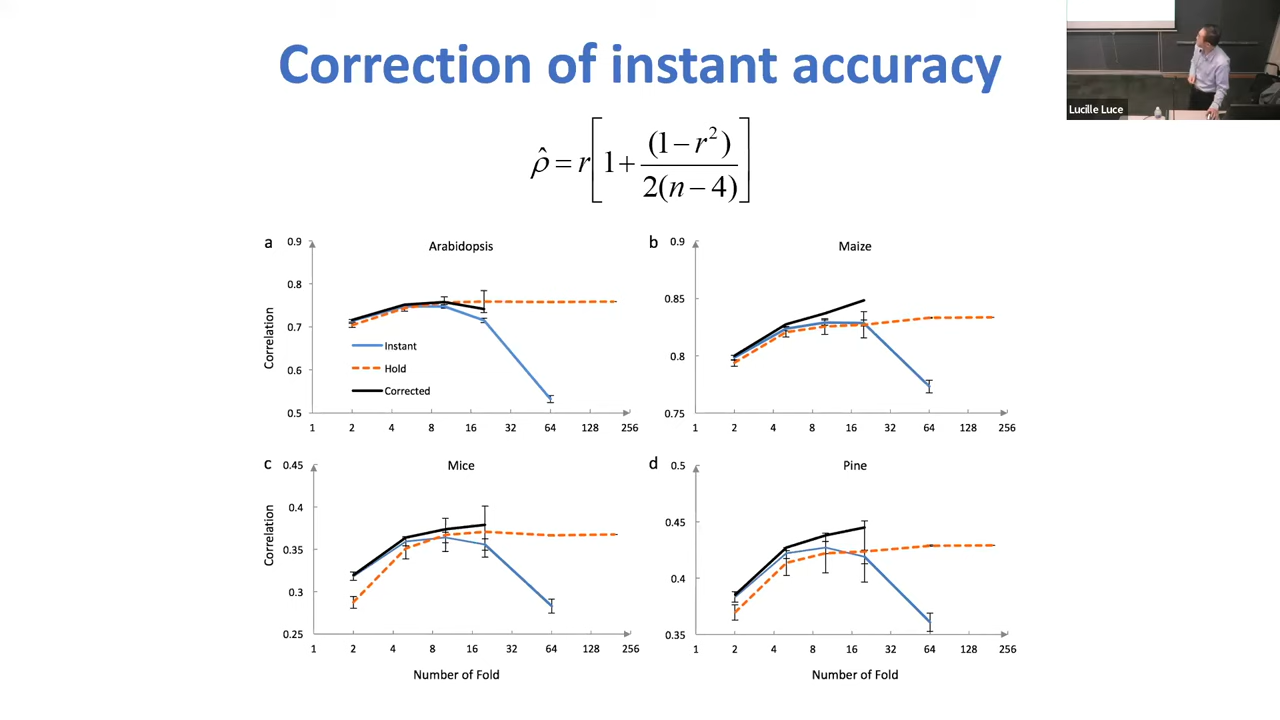 Correction of instant accuracy
Lucille Luce
ρ̂ = r[1+ (1−r²) / 2(n−4)]
a
Arabidopsis
Correlation
0.9
0.8
0.7
0.6
0.5
Instant
Hold
Corrected
1 2 4 8 16 32 64 128 256
b
Maize
0.9
0.85
0.8
0.75
1 2 4 8 16 32 64 128 256
c
Mice
Correlation
0.45
0.4
0.35
0.3
0.25
1 2 4 8 16 32 64 128 256
Number of Fold
d
Pine
0.5
0.45
0.4
0.35
1 2 4 8 16 32 64 128 256
Number of Fold